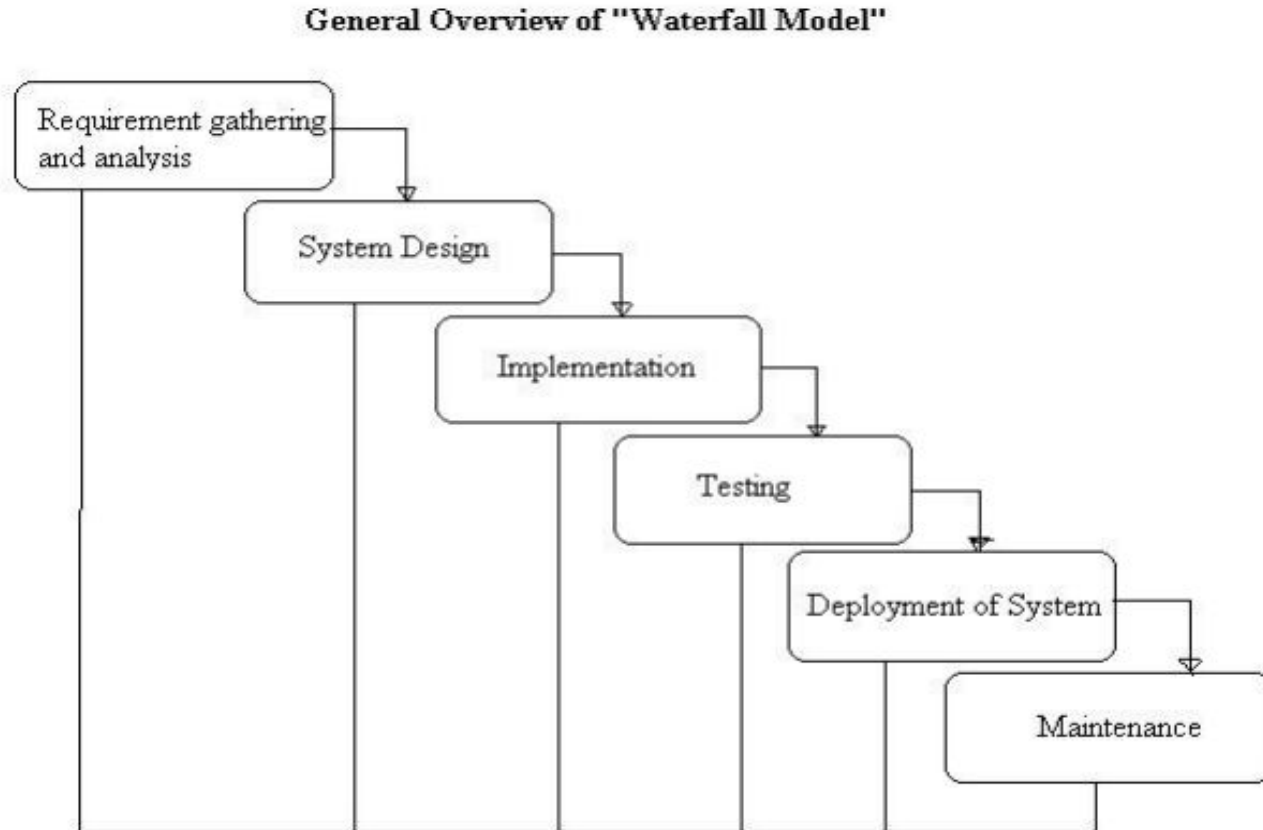 General Overview of "Waterfall Model"
Requirement gathering
and analysis
System Design
Implementation
Testing
Deployment of System
Maintenance